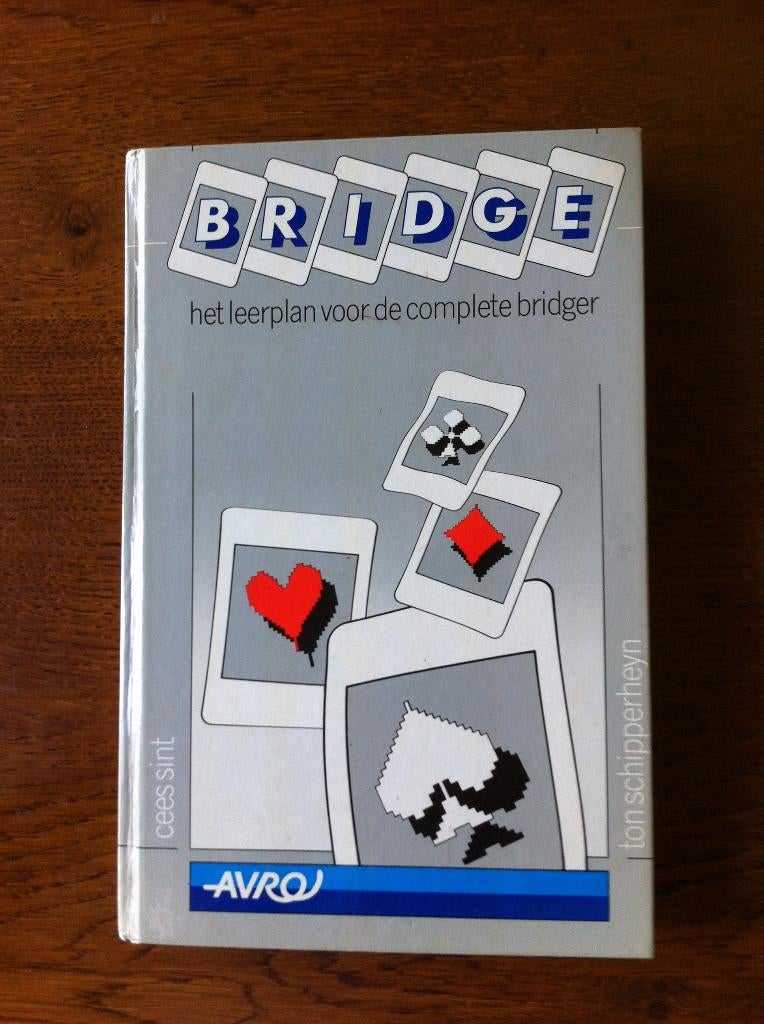 BRIDGE
het leerplan voor de complete bridger
cees sint
ton schipperheyn
AVRO